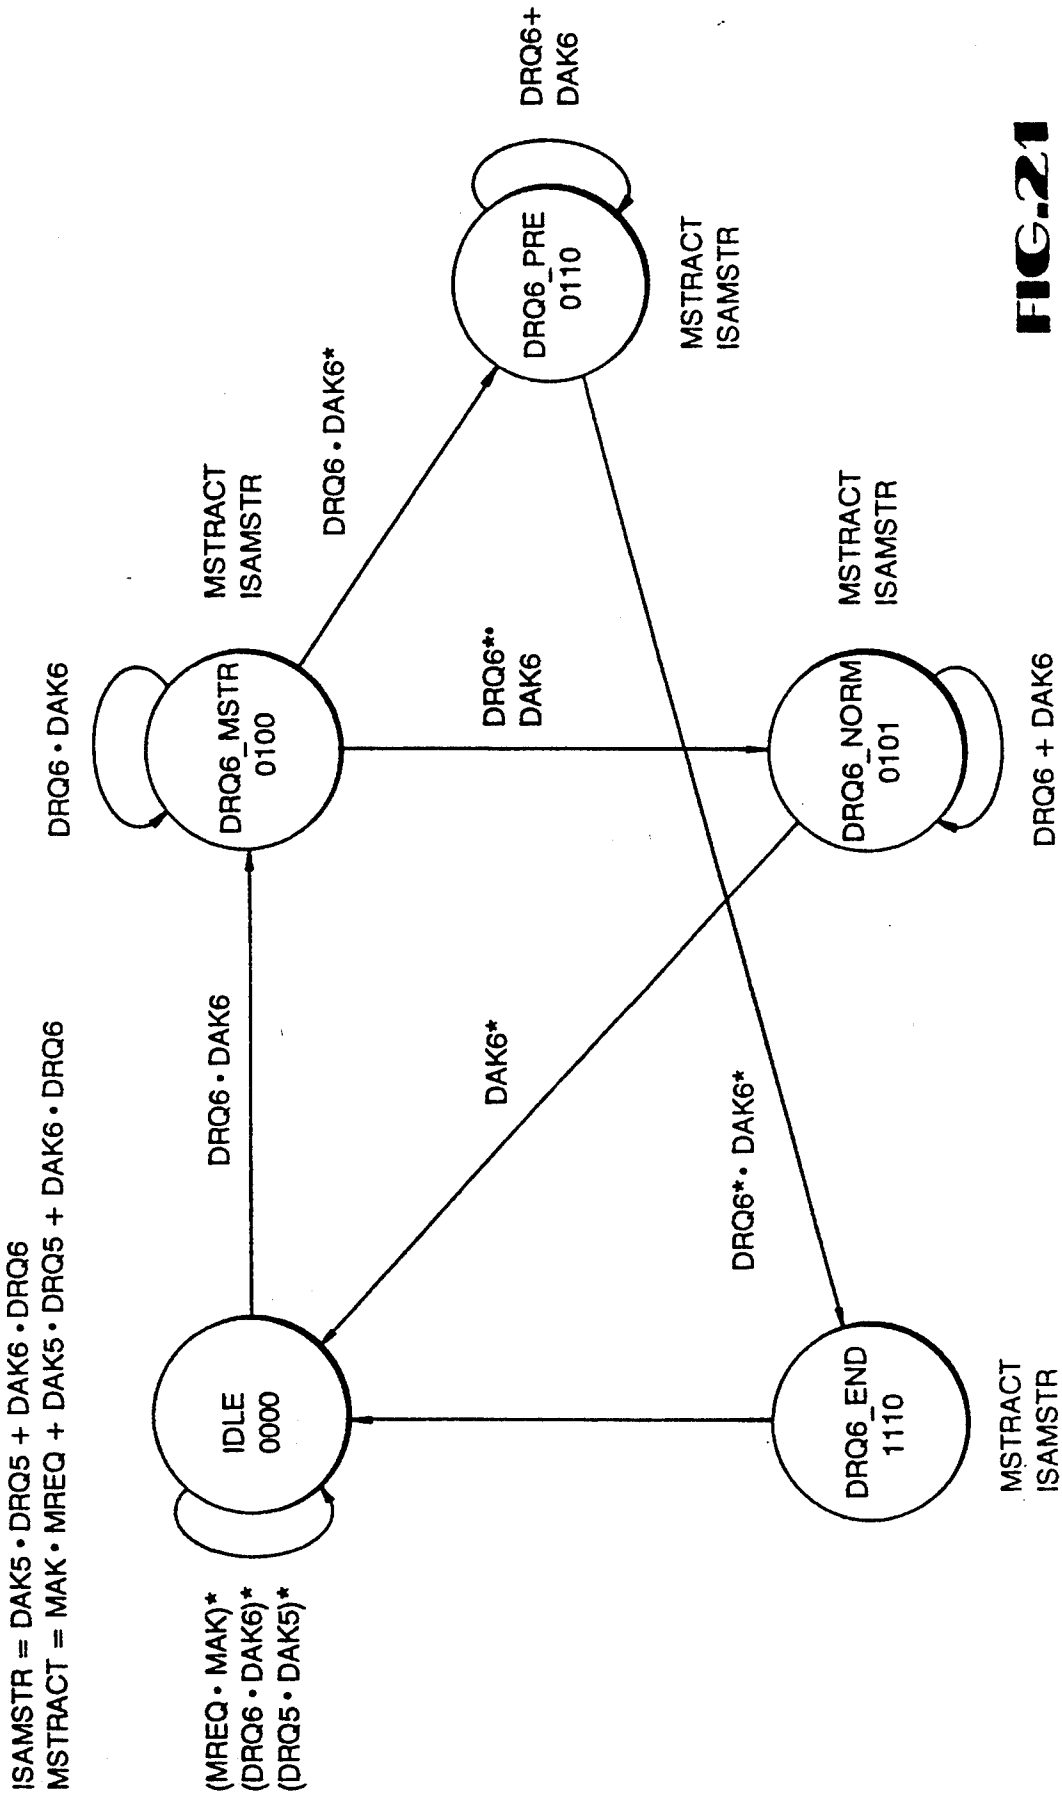 ISAMSTR = DAK5 • DRQ5 + DAK6 • DRQ6
MSTRACT = MAK • MREQ + DAK5 • DRQ5 + DAK6 • DRQ6
(MREQ • MAK)*
(DRQ6 • DAK6)*
(DRQ5 • DAK5)*
IDLE
0000
DRQ6 • DAK6
DRQ6 • DAK6
DRQ6_MSTR
0100
MSTRACT
ISAMSTR
DRQ6 • DAK6*
DRQ6_PRE
0110
DRQ6+
DAK6
MSTRACT
ISAMSTR
DRQ6*•
DAK6
DAK6*
DRQ6* • DAK6*
DRQ6_END
1110
MSTRACT
ISAMSTR
DRQ6_NORM
0101
MSTRACT
ISAMSTR
DRQ6 + DAK6
FIG.21